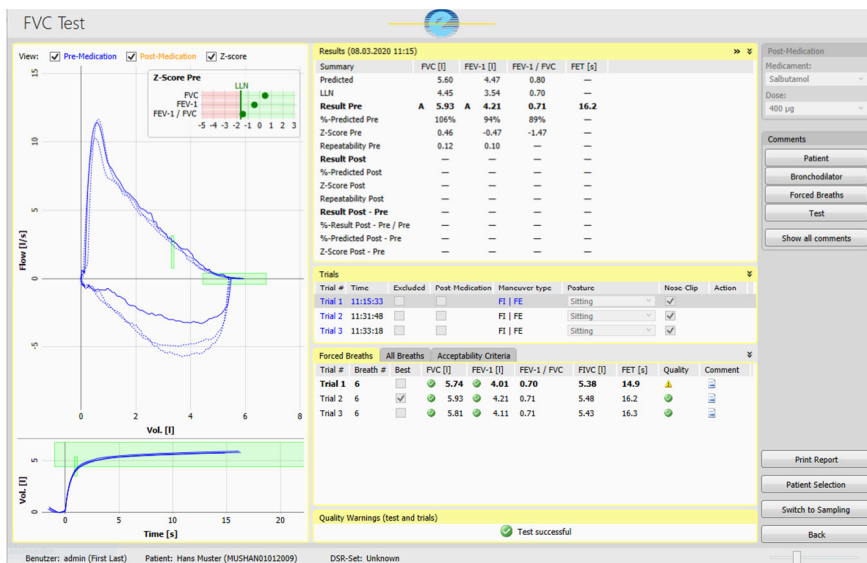 FVC Test
View: Pre-Medication Post-Medication Z-score
Z-Score Pre
LLN
FVC
FEV-1
FEV-1 / FVC
-5 -4 -3 -2 -1 0 1 2 3
15
10
5
0
-5
Flow [l/s]
0 2 4 6 8
Vol. [l]
5
0
Vol. [l]
0 5 10 15 20
Time [s]
Results (08.03.2020 11:15)
Summary FVC [l] FEV-1 [l] FEV-1 / FVC FET [s]
Predicted 5.60 4.47 0.80 —
LLN 4.45 3.54 0.70 —
Result Pre A 5.93 A 4.21 0.71 16.2
%-Predicted Pre 106% 94% 89% —
Z-Score Pre 0.46 -0.47 -1.47 —
Repeatability Pre 0.12 0.10 — —
Result Post — — — —
%-Predicted Post — — — —
Z-Score Post — — — —
Repeatability Post — — — —
Result Post - Pre — — — —
%-Result Post - Pre / Pre — — — —
%-Predicted Post - Pre — — — —
Z-Score Post - Pre — — — —
Trials
Trial # Time Excluded Post Medication Maneuver type Posture Nose Clip Action
Trial 1 11:15:33 FI | FE Sitting
Trial 2 11:31:48 FI | FE Sitting
Trial 3 11:33:18 FI | FE Sitting
Forced Breaths All Breaths Acceptability Criteria
Trial # Breath # Best FVC [l] FEV-1 [l] FEV-1 / FVC FIVC [l] FET [s] Quality Comment
Trial 1 6 5.74 4.01 0.70 5.38 14.9
Trial 2 6 5.93 4.21 0.71 5.48 16.2
Trial 3 6 5.81 4.11 0.71 5.43 16.3
Quality Warnings (test and trials)
Test successful
Post-Medication
Medicament:
Salbutamol
Dose:
400 µg
Comments
Patient
Bronchodilator
Forced Breaths
Test
Show all comments
Print Report
Patient Selection
Switch to Sampling
Back
Benutzer: admin (First Last) Patient: Hans Muster (MUSHAN01012009) DSR-Set: Unknown